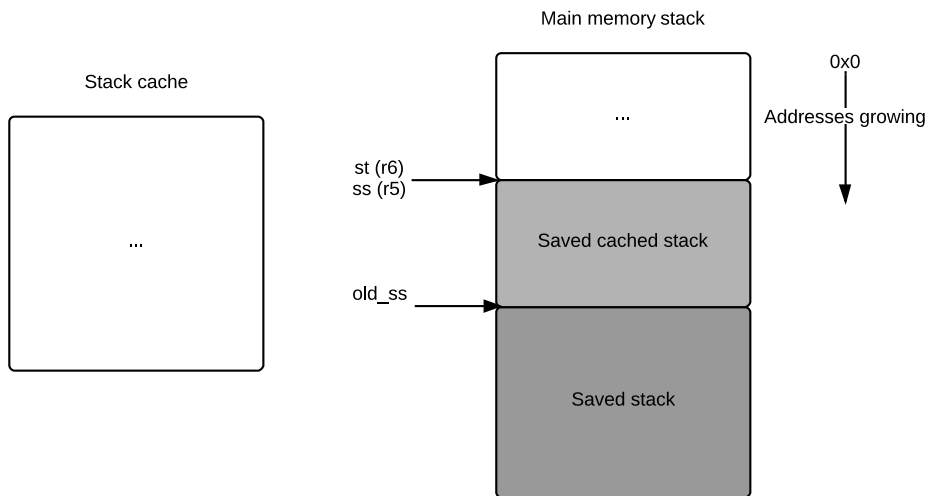 Main memory stack
Stack cache
0x0
...
Addresses growing
st (r6)
ss (r5)
...
Saved cached stack
old_ss
Saved stack